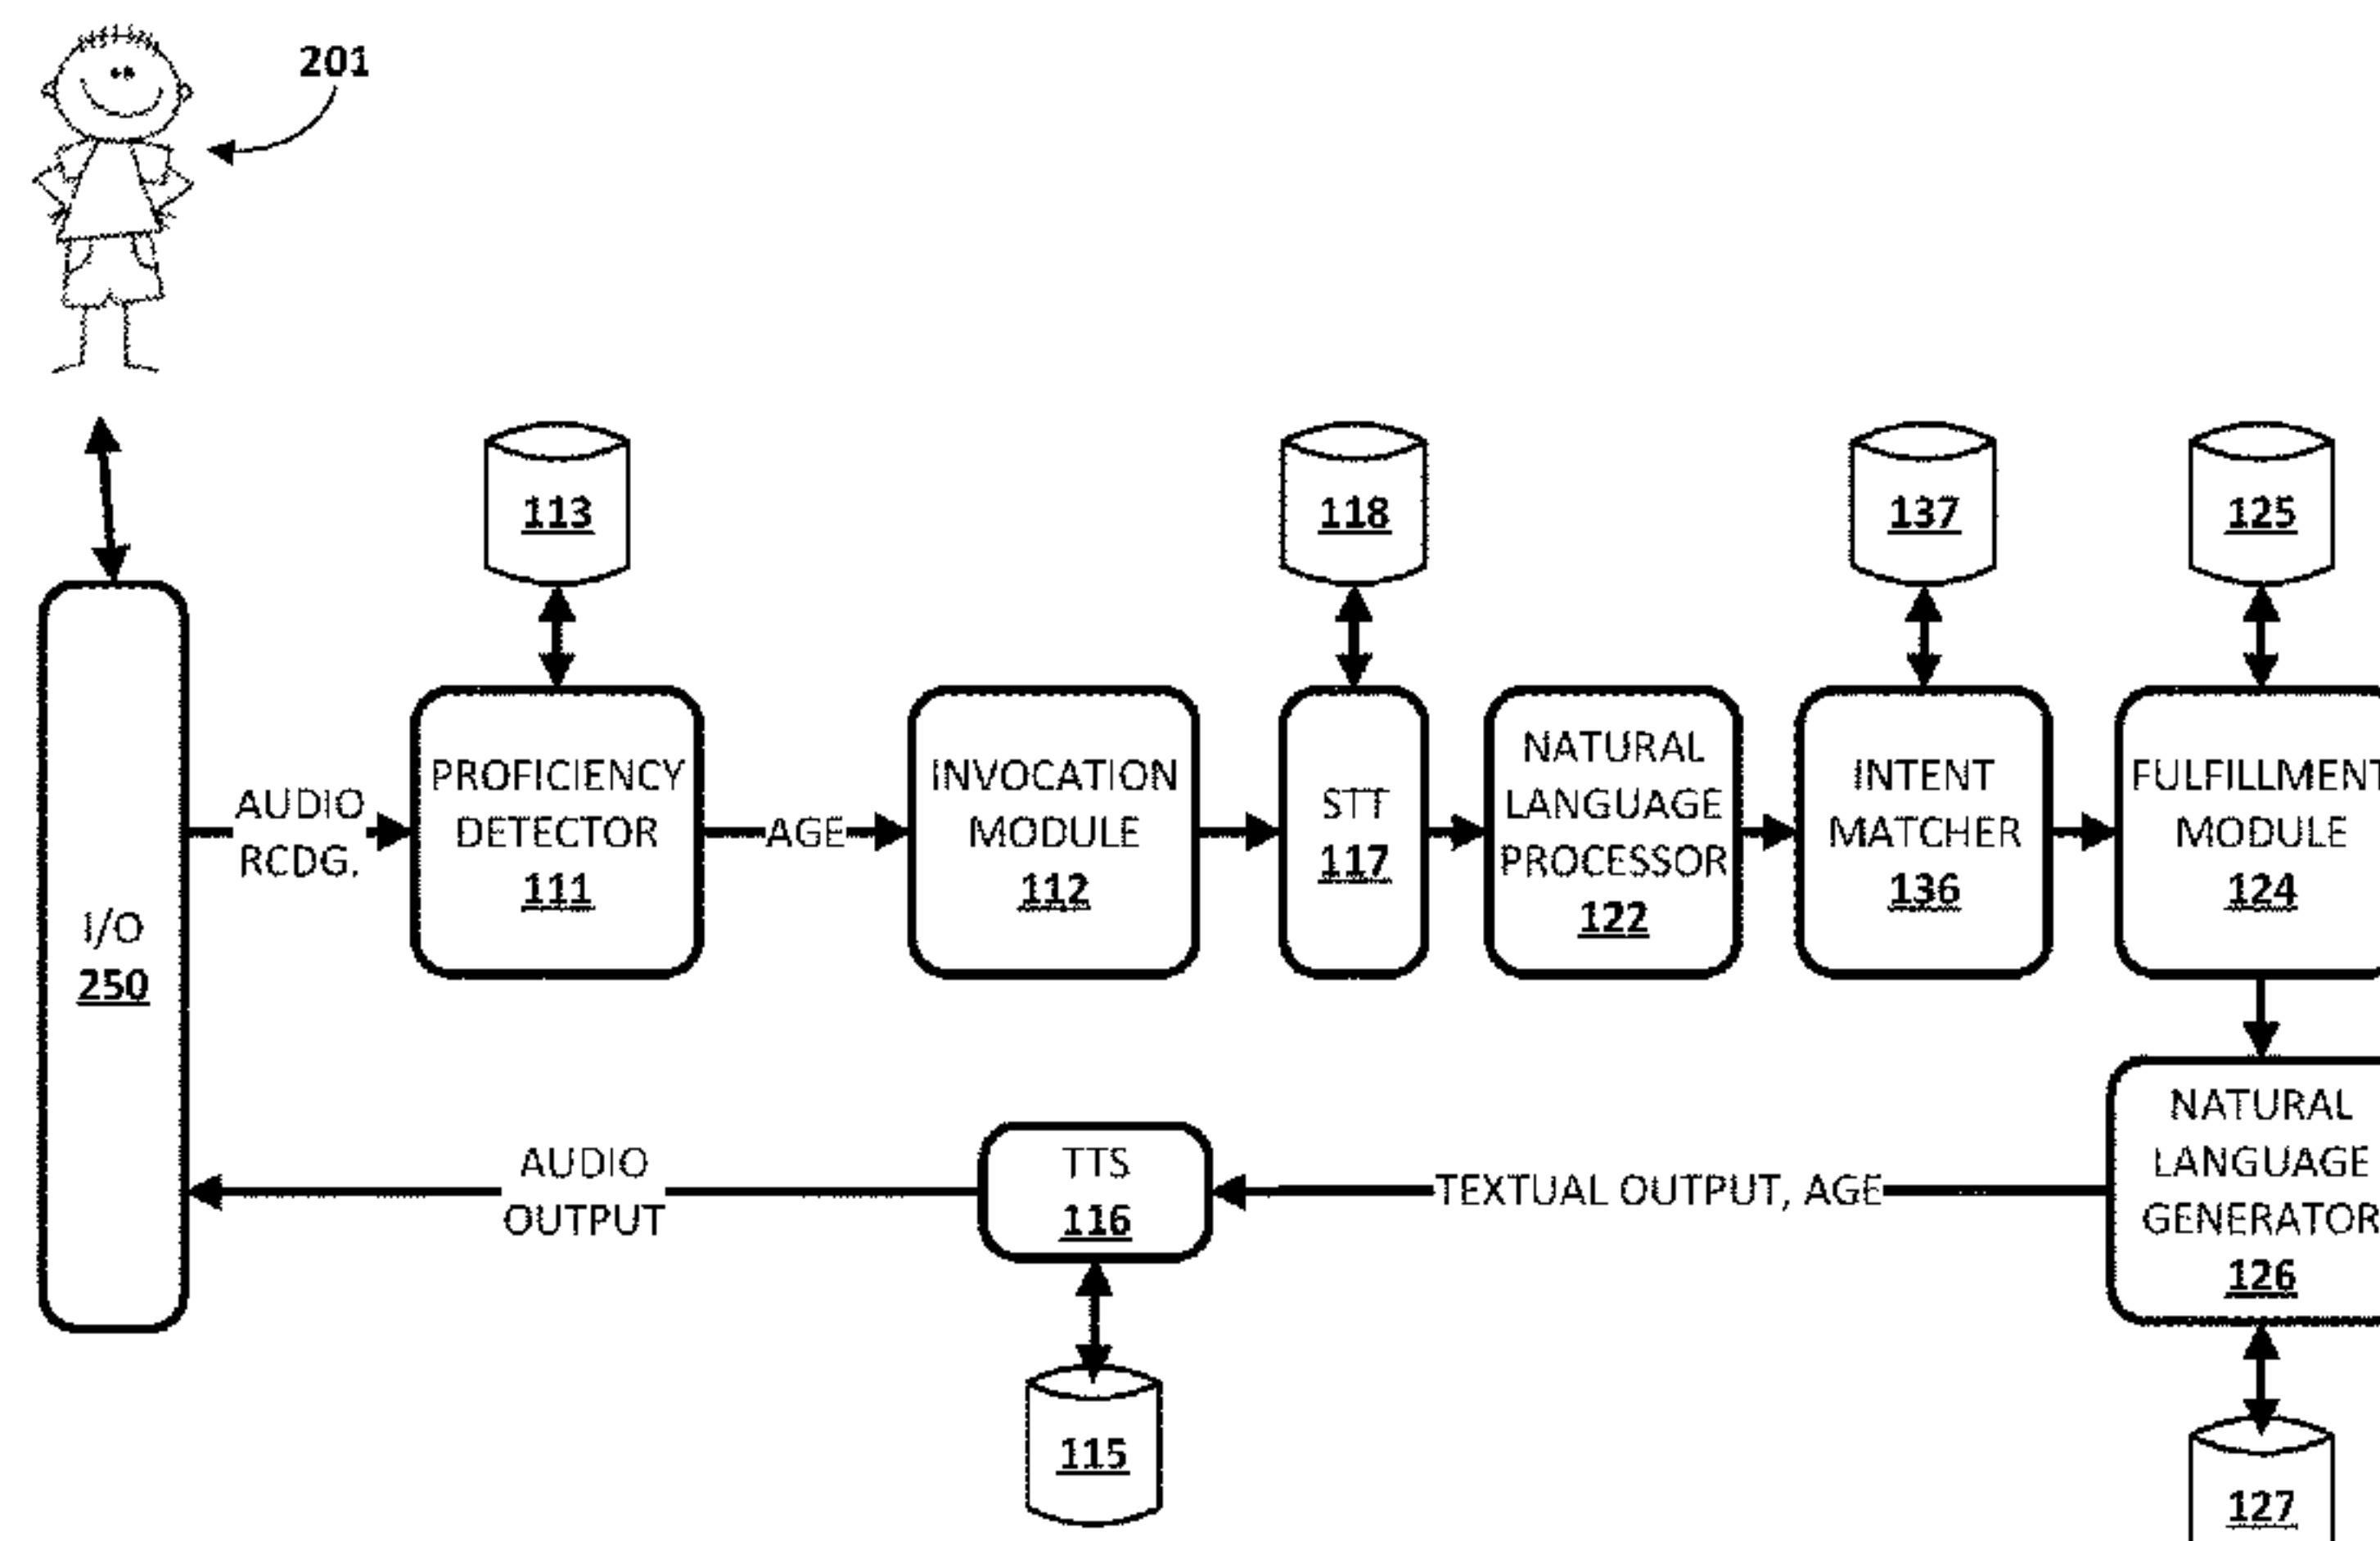 201
113
118
137
125
I/O
250
AUDIO
RCDG.
PROFICIENCY
DETECTOR
111
AGE
INVOCATION
MODULE
112
STT
117
NATURAL
LANGUAGE
PROCESSOR
122
INTENT
MATCHER
136
FULFILLMENT
MODULE
124
NATURAL
LANGUAGE
GENERATOR
126
TEXTUAL OUTPUT, AGE
TTS
116
AUDIO
OUTPUT
115
127